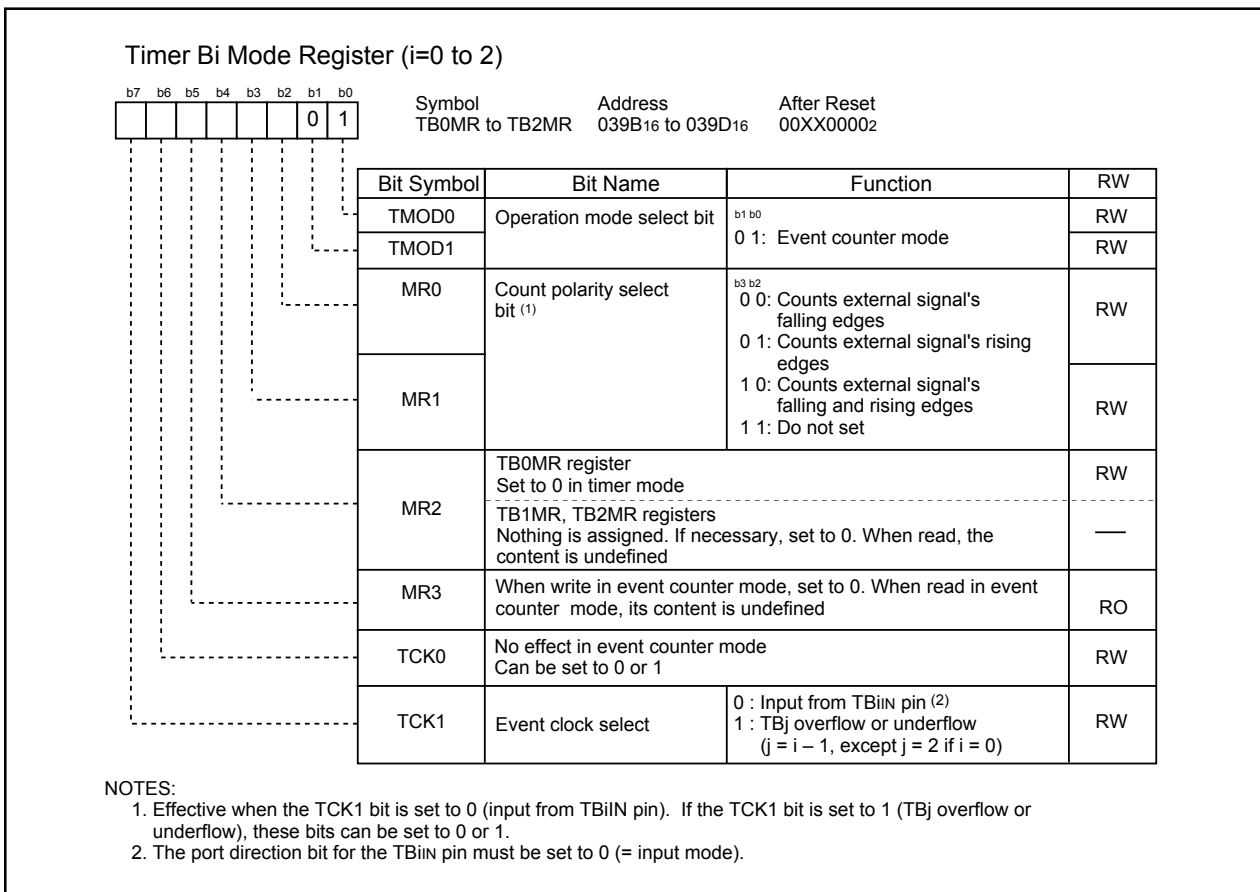 Timer Bi Mode Register (i=0 to 2)
b7 b6 b5 b4 b3 b2 b1 b0
0 1
Symbol Address After Reset
TB0MR to TB2MR 039B16 to 039D16 00XX00002
Bit Symbol Bit Name Function RW
TMOD0 Operation mode select bit b1 b0 RW
0 1: Event counter mode
TMOD1 RW
MR0 Count polarity select
bit (1)
b3 b2
0 0: Counts external signal's
falling edges
RW
0 1: Counts external signal's rising
edges
MR1
1 0: Counts external signal's
falling and rising edges
RW
1 1: Do not set
MR2
TB0MR register
Set to 0 in timer mode
RW
TB1MR, TB2MR registers
Nothing is assigned. If necessary, set to 0. When read, the
content is undefined
—
MR3 When write in event counter mode, set to 0. When read in event
counter mode, its content is undefined RO
TCK0 No effect in event counter mode
Can be set to 0 or 1
RW
TCK1 Event clock select
0 : Input from TBiIN pin (2)
1 : TBj overflow or underflow
(j = i – 1, except j = 2 if i = 0)
RW
NOTES:
1. Effective when the TCK1 bit is set to 0 (input from TBiIN pin). If the TCK1 bit is set to 1 (TBj overflow or
underflow), these bits can be set to 0 or 1.
2. The port direction bit for the TBiIN pin must be set to 0 (= input mode).